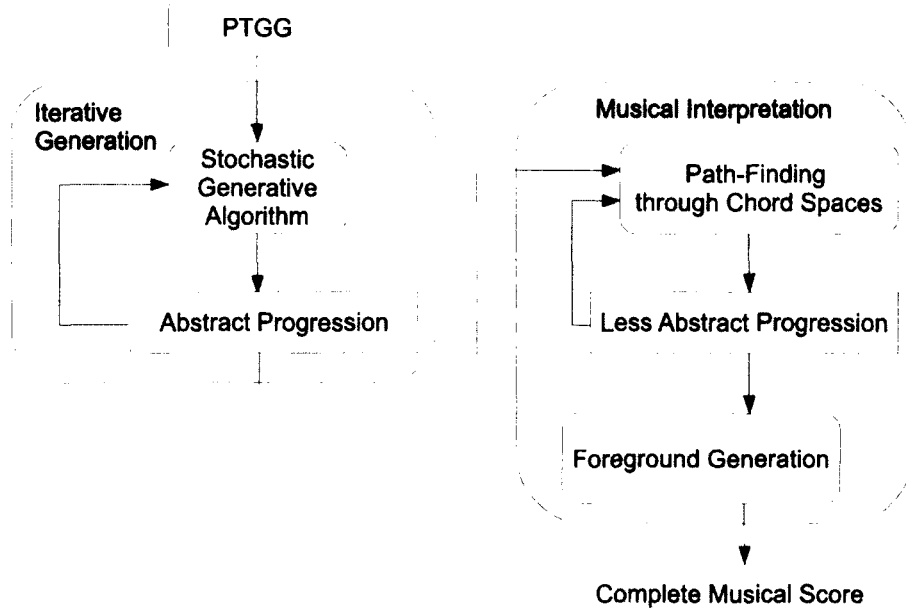 PTGG
Iterative
Generation
Stochastic
Generative
Algorithm
Abstract Progression
Musical Interpretation
Path-Finding
through Chord Spaces
Less Abstract Progression
Foreground Generation
Complete Musical Score